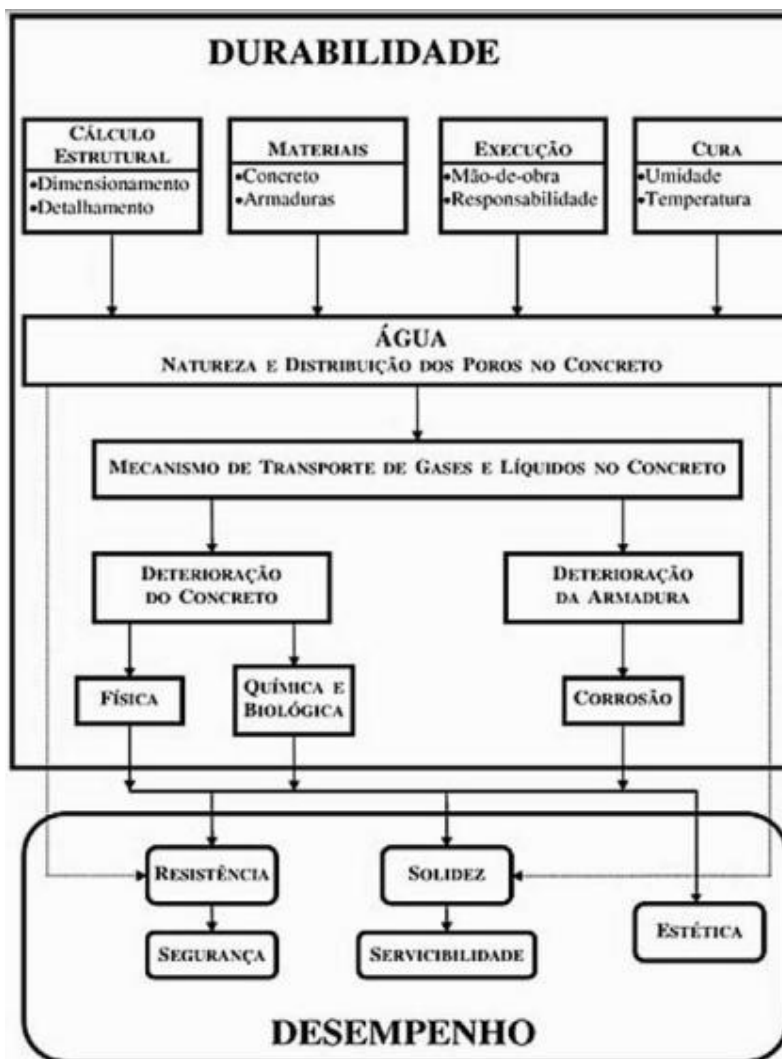 DURABILIDADE
CÁLCULO
ESTRUTURAL
•Dimensionamento
•Detalhamento
MATERIAIS
•Concreto
•Armaduras
EXECUÇÃO
•Mão-de-obra
•Responsabilidade
CURA
•Umidade
•Temperatura
ÁGUA
NATUREZA E DISTRIBUIÇÃO DOS POROS NO CONCRETO
MECANISMO DE TRANSPORTE DE GASES E LÍQUIDOS NO CONCRETO
DETERIORAÇÃO
DO CONCRETO
DETERIORAÇÃO
DA ARMADURA
FÍSICA
QUÍMICA E
BIOLÓGICA
CORROSÃO
RESISTÊNCIA
SOLIDEZ
ESTÉTICA
SEGURANÇA
SERVICIBILIDADE
DESEMPENHO